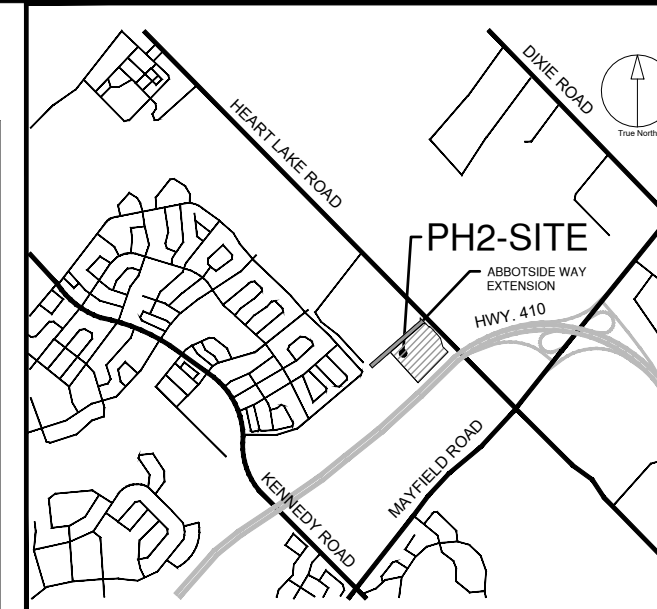 DIXIE ROAD
True North
HEART LAKE ROAD
PH2-SITE
ABBOTSIDE WAY
EXTENSION
HWY. 410
MAYFIELD ROAD
KENNEDY ROAD